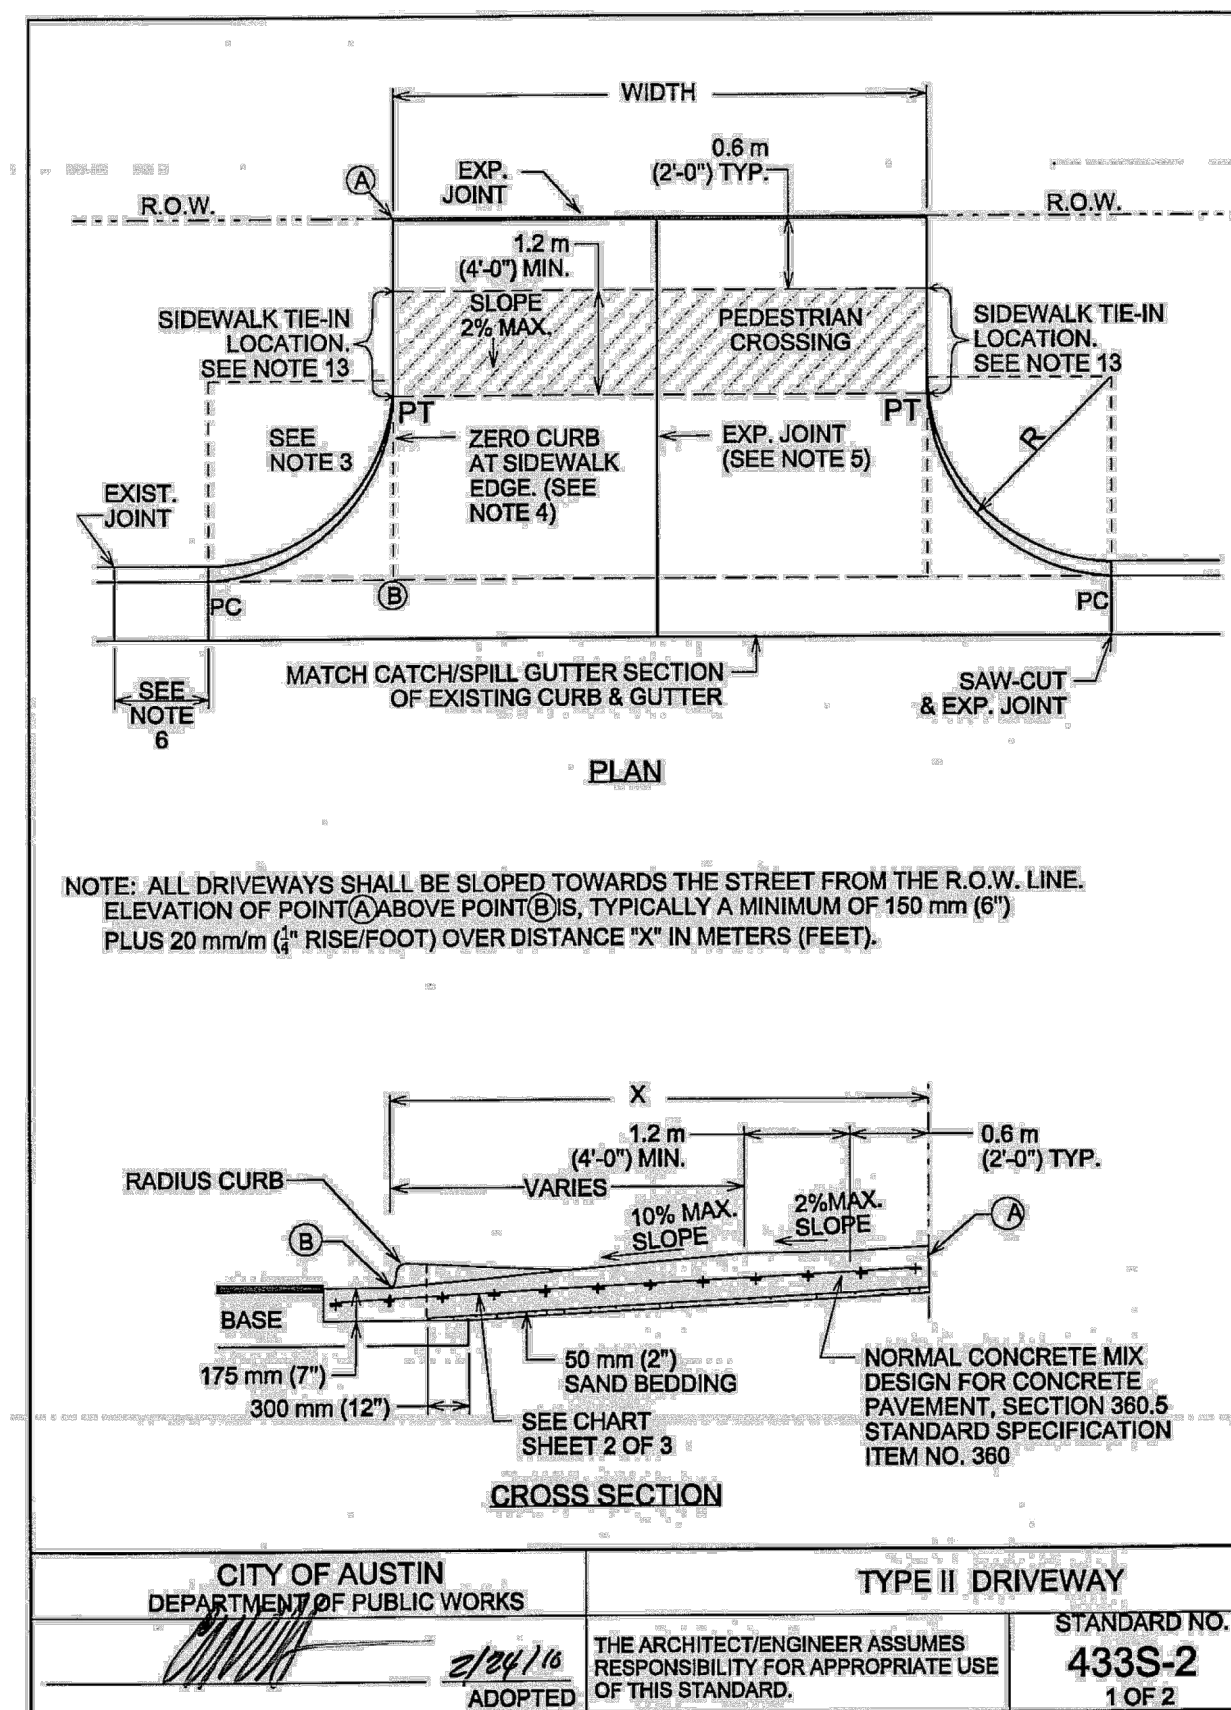 WIDTH
0.6 m
(2'-0") TYP.
A
EXP.
JOINT
R.O.W.
R.O.W.
1.2 m
(4'-0") MIN.
SLOPE
2% MAX.
PEDESTRIAN
CROSSING
SIDEWALK TIE-IN
LOCATION.
SEE NOTE 13
SIDEWALK TIE-IN
LOCATION.
SEE NOTE 13
PT
PT
R
SEE
NOTE 3
ZERO CURB
AT SIDEWALK
EDGE. (SEE
NOTE 4)
EXP. JOINT
(SEE NOTE 5)
EXIST.
JOINT
PC
B
PC
MATCH CATCH/SPILL GUTTER SECTION
OF EXISTING CURB & GUTTER
SAW-CUT
& EXP. JOINT
SEE
NOTE
6
PLAN
NOTE: ALL DRIVEWAYS SHALL BE SLOPED TOWARDS THE STREET FROM THE R.O.W. LINE.
ELEVATION OF POINT A ABOVE POINT B IS, TYPICALLY A MINIMUM OF 150 mm (6")
PLUS 20 mm/m (1/4" RISE/FOOT) OVER DISTANCE "X" IN METERS (FEET).
X
1.2 m
(4'-0") MIN.
0.6 m
(2'-0") TYP.
RADIUS CURB
VARIES
10% MAX.
SLOPE
2%MAX.
SLOPE
A
B
BASE
175 mm (7")
300 mm (12")
50 mm (2")
SAND BEDDING
SEE CHART
SHEET 2 OF 3
NORMAL CONCRETE MIX
DESIGN FOR CONCRETE
PAVEMENT, SECTION 360.5
STANDARD SPECIFICATION
ITEM NO. 360
CROSS SECTION
CITY OF AUSTIN
DEPARTMENT OF PUBLIC WORKS
2/24/10
ADOPTED
TYPE II DRIVEWAY
THE ARCHITECT/ENGINEER ASSUMES
RESPONSIBILITY FOR APPROPRIATE USE
OF THIS STANDARD.
STANDARD NO.
433S-2
1 OF 2